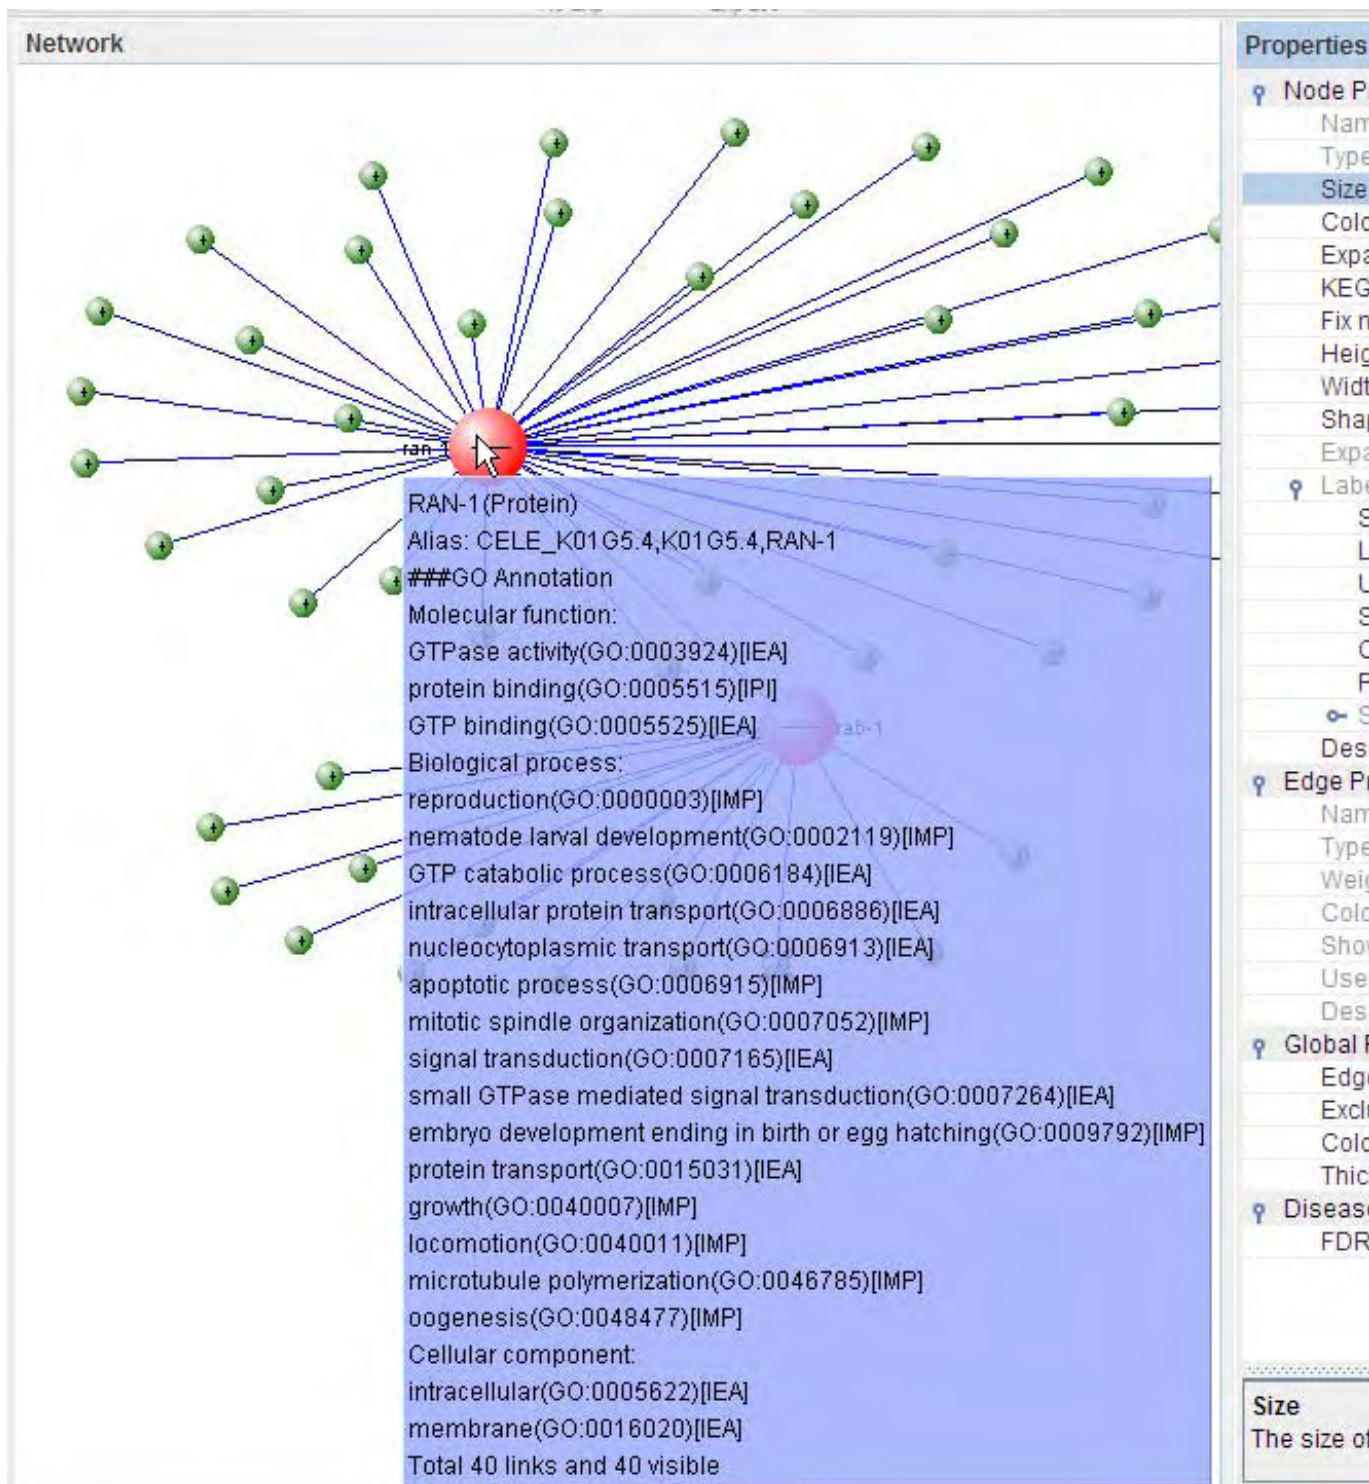 Network
ran-1
RAN-1(Protein)
Alias: CELE_K01G5.4,K01G5.4,RAN-1
###GO Annotation
Molecular function:
GTPase activity(GO:0003924)[IEA]
protein binding(GO:0005515)[IPI]
GTP binding(GO:0005525)[IEA]
rab-1
Biological process:
reproduction(GO:0000003)[IMP]
nematode larval development(GO:0002119)[IMP]
GTP catabolic process(GO:0006184)[IEA]
intracellular protein transport(GO:0006886)[IEA]
nucleocytoplasmic transport(GO:0006913)[IEA]
apoptotic process(GO:0006915)[IMP]
mitotic spindle organization(GO:0007052)[IMP]
signal transduction(GO:0007165)[IEA]
small GTPase mediated signal transduction(GO:0007264)[IEA]
embryo development ending in birth or egg hatching(GO:0009792)[IMP]
protein transport(GO:0015031)[IEA]
growth(GO:0040007)[IMP]
locomotion(GO:0040011)[IMP]
microtubule polymerization(GO:0046785)[IMP]
oogenesis(GO:0048477)[IMP]
Cellular component:
intracellular(GO:0005622)[IEA]
membrane(GO:0016020)[IEA]
Total 40 links and 40 visible
Properties
Node P
Nam
Type
Size
Colo
Expa
KEG
Fix n
Heig
Widt
Shap
Expa
Labe
S
L
U
S
Des
Edge Pr
Nam
Type
Weig
Colo
Show
Use
Des
Global
Edge
Exclu
Colo
Thic
Disease
FDR
Size
The size of